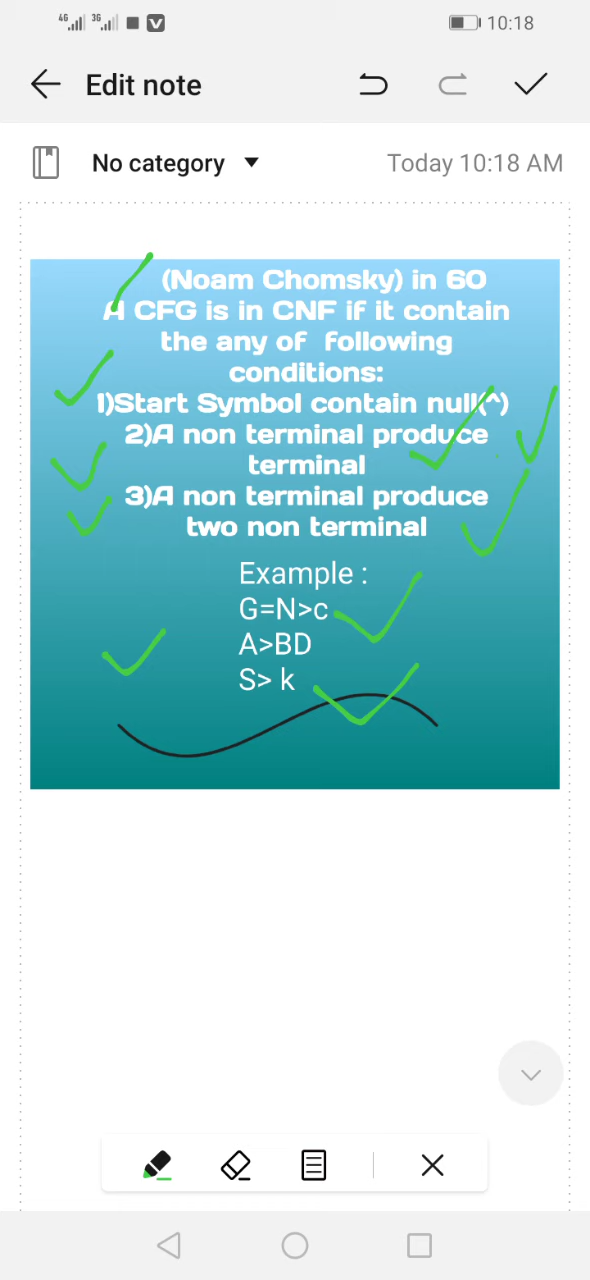 4G 3G V 10:18
Edit note
No category Today 10:18 AM
(Noam Chomsky) in 60
A CFG is in CNF if it contain
the any of following
conditions:
1)Start Symbol contain null(^)
2)A non terminal produce
terminal
3)A non terminal produce
two non terminal
Example :
G=N>c
A>BD
S> k